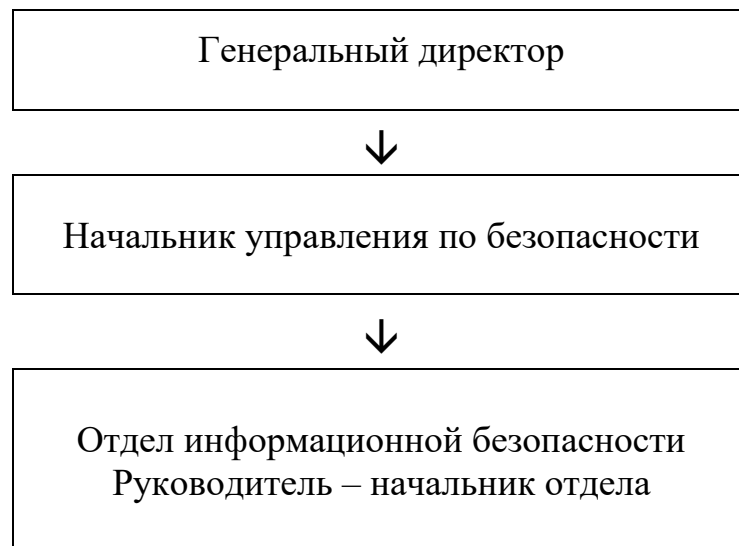 Генеральный директор
Начальник управления по безопасности
Отдел информационной безопасности
Руководитель – начальник отдела